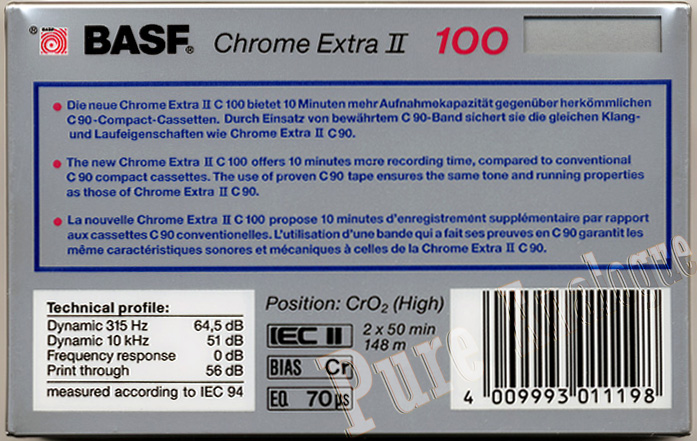 BASF® Chrome Extra II 100
BASF
• Die neue Chrome Extra II C 100 bietet 10 Minuten mehr Aufnahmekapazität gegenüber herkömmlichen
C 90-Compact-Cassetten. Durch Einsatz von bewährtem C 90-Band sichert sie die gleichen Klang-
und Laufeigenschaften wie Chrome Extra II C 90.
• The new Chrome Extra II C 100 offers 10 minutes more recording time, compared to conventional
C 90 compact cassettes. The use of proven C 90 tape ensures the same tone and running properties
as those of Chrome Extra II C 90.
• La nouvelle Chrome Extra II C 100 propose 10 minutes d'enregistrement supplémentaire par rapport
aux cassettes C 90 conventionelles. L'utilisation d'une bande qui a fait ses preuves en C 90 garantit les
même caractéristiques sonores et mécaniques à celles de la Chrome Extra II C 90.
Technical profile:
Dynamic 315 Hz 64,5 dB
Dynamic 10 kHz 51 dB
Frequency response 0 dB
Print through 56 dB
measured according to IEC 94
Position: CrO₂ (High)
IEC II 2 x 50 min
148 m
BIAS Cr
EQ 70 µs
4 009993 011198
Pure